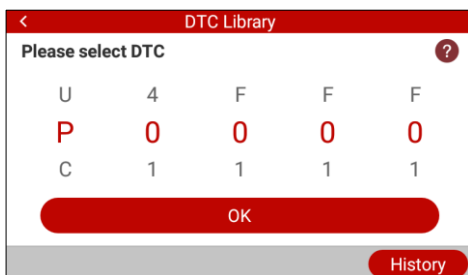 DTC Library
Please select DTC
?
U 4 F F F
P 0 0 0 0
C 1 1 1 1
OK
History